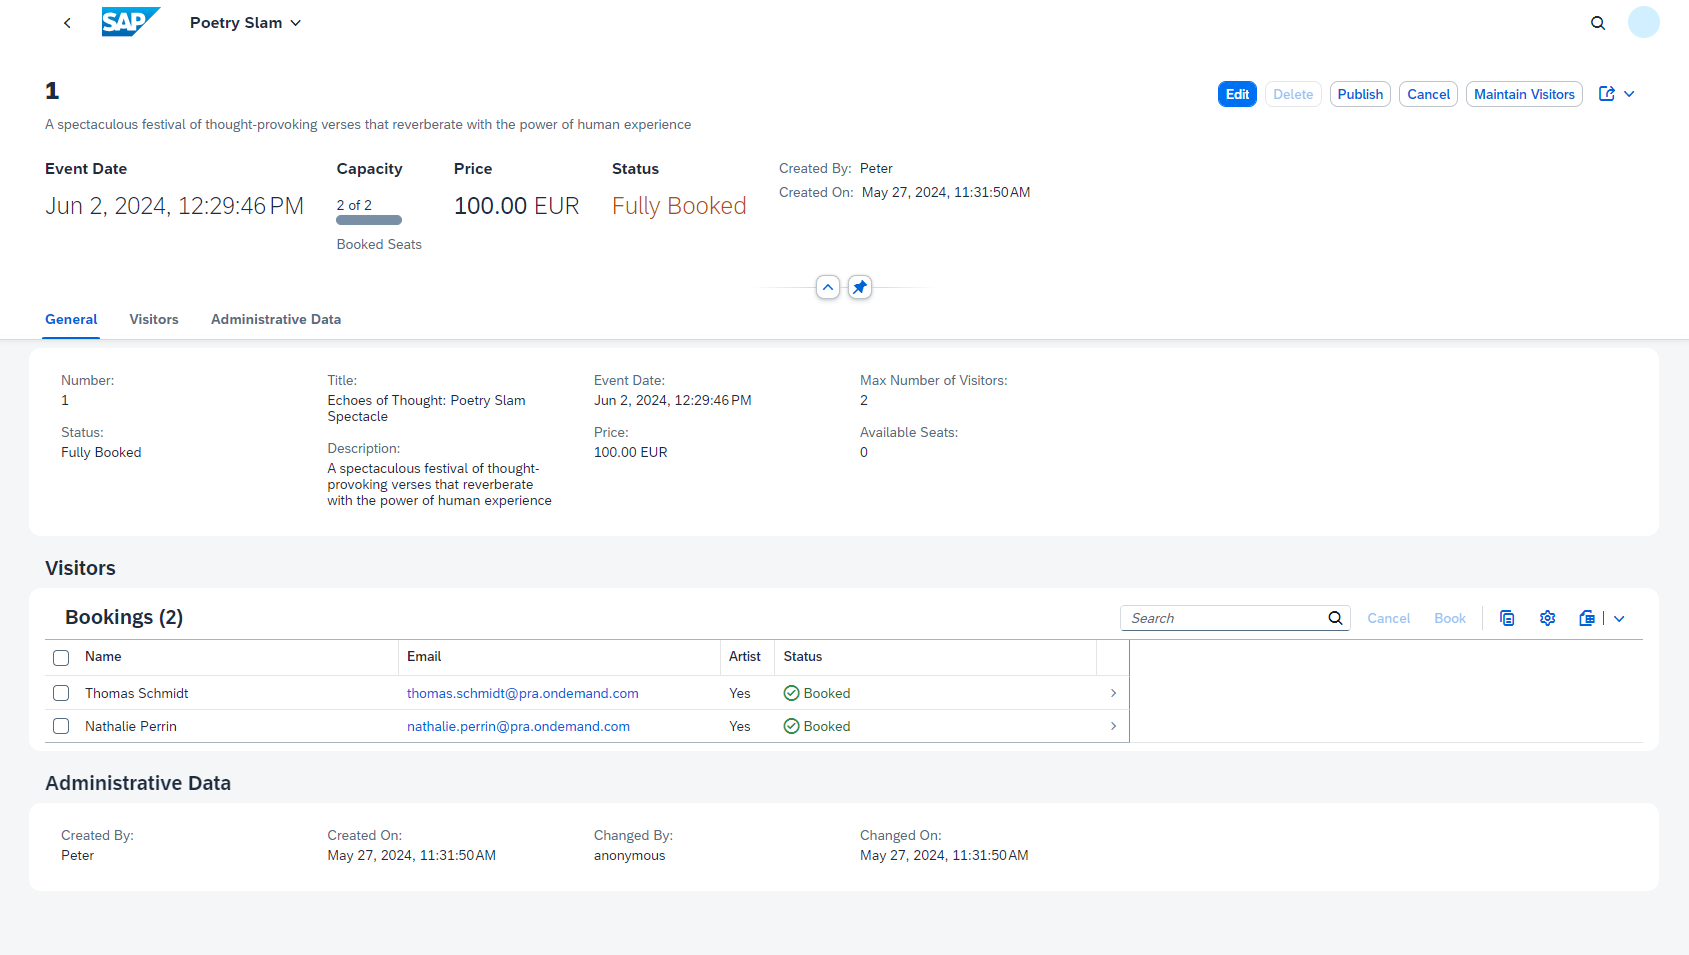 SAP Poetry Slam
1
Edit Delete Publish Cancel Maintain Visitors
A spectaculous festival of thought-provoking verses that reverberate with the power of human experience
Event Date
Jun 2, 2024, 12:29:46 PM
Capacity
2 of 2
Booked Seats
Price
100.00 EUR
Status
Fully Booked
Created By: Peter
Created On: May 27, 2024, 11:31:50 AM
General Visitors Administrative Data
Number:
1
Status:
Fully Booked
Title:
Echoes of Thought: Poetry Slam
Spectacle
Description:
A spectaculous festival of thought-
provoking verses that reverberate
with the power of human experience
Event Date:
Jun 2, 2024, 12:29:46 PM
Price:
100.00 EUR
Max Number of Visitors:
2
Available Seats:
0
Visitors
Bookings (2)
Search Cancel Book
Name Email Artist Status
Thomas Schmidt thomas.schmidt@pra.ondemand.com Yes Booked
Nathalie Perrin nathalie.perrin@pra.ondemand.com Yes Booked
Administrative Data
Created By:
Peter
Created On:
May 27, 2024, 11:31:50 AM
Changed By:
anonymous
Changed On:
May 27, 2024, 11:31:50 AM